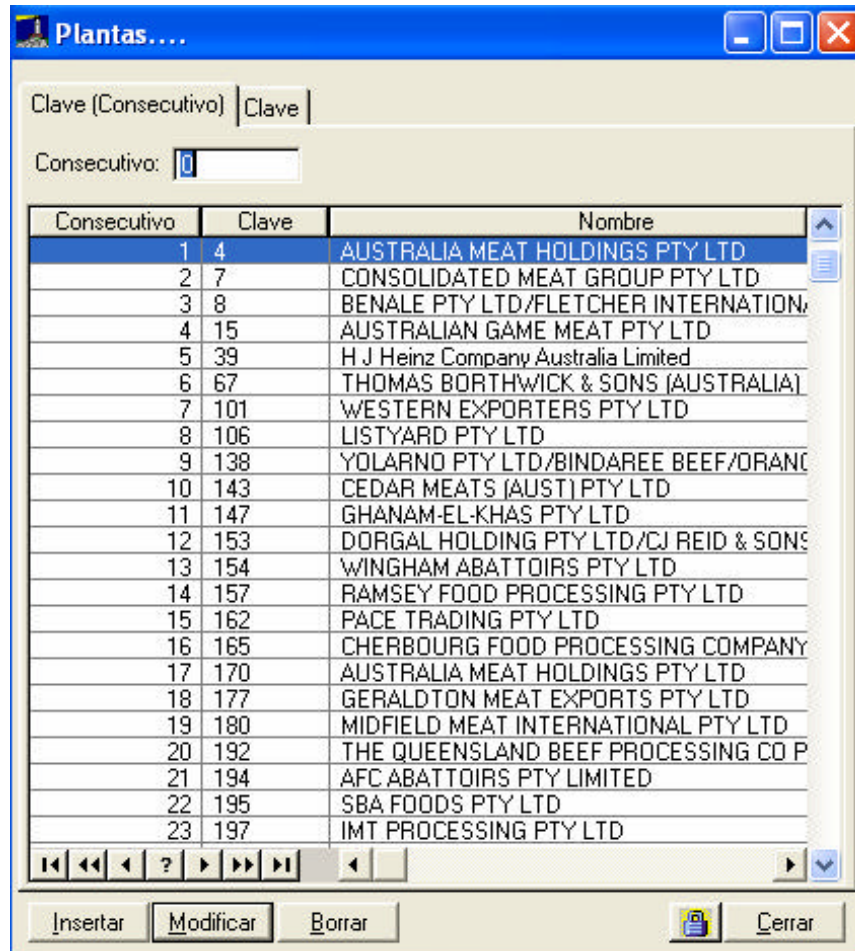 Plantas....
Clave (Consecutivo) Clave
Consecutivo: 0
Consecutivo Clave Nombre
1 4 AUSTRALIA MEAT HOLDINGS PTY LTD
2 7 CONSOLIDATED MEAT GROUP PTY LTD
3 8 BENALE PTY LTD/FLETCHER INTERNATION
4 15 AUSTRALIAN GAME MEAT PTY LTD
5 39 H J Heinz Company Australia Limited
6 67 THOMAS BORTHWICK & SONS (AUSTRALIA)
7 101 WESTERN EXPORTERS PTY LTD
8 106 LISTYARD PTY LTD
9 138 YOLARNO PTY LTD/BINDAREE BEEF/ORANG
10 143 CEDAR MEATS (AUST) PTY LTD
11 147 GHANAM-EL-KHAS PTY LTD
12 153 DORGAL HOLDING PTY LTD/CJ REID & SONS
13 154 WINGHAM ABATTOIRS PTY LTD
14 157 RAMSEY FOOD PROCESSING PTY LTD
15 162 PACE TRADING PTY LTD
16 165 CHERBOURG FOOD PROCESSING COMPANY
17 170 AUSTRALIA MEAT HOLDINGS PTY LTD
18 177 GERALDTON MEAT EXPORTS PTY LTD
19 180 MIDFIELD MEAT INTERNATIONAL PTY LTD
20 192 THE QUEENSLAND BEEF PROCESSING CO P
21 194 AFC ABATTOIRS PTY LIMITED
22 195 SBA FOODS PTY LTD
23 197 IMT PROCESSING PTY LTD
?
Insertar Modificar Borrar Cerrar